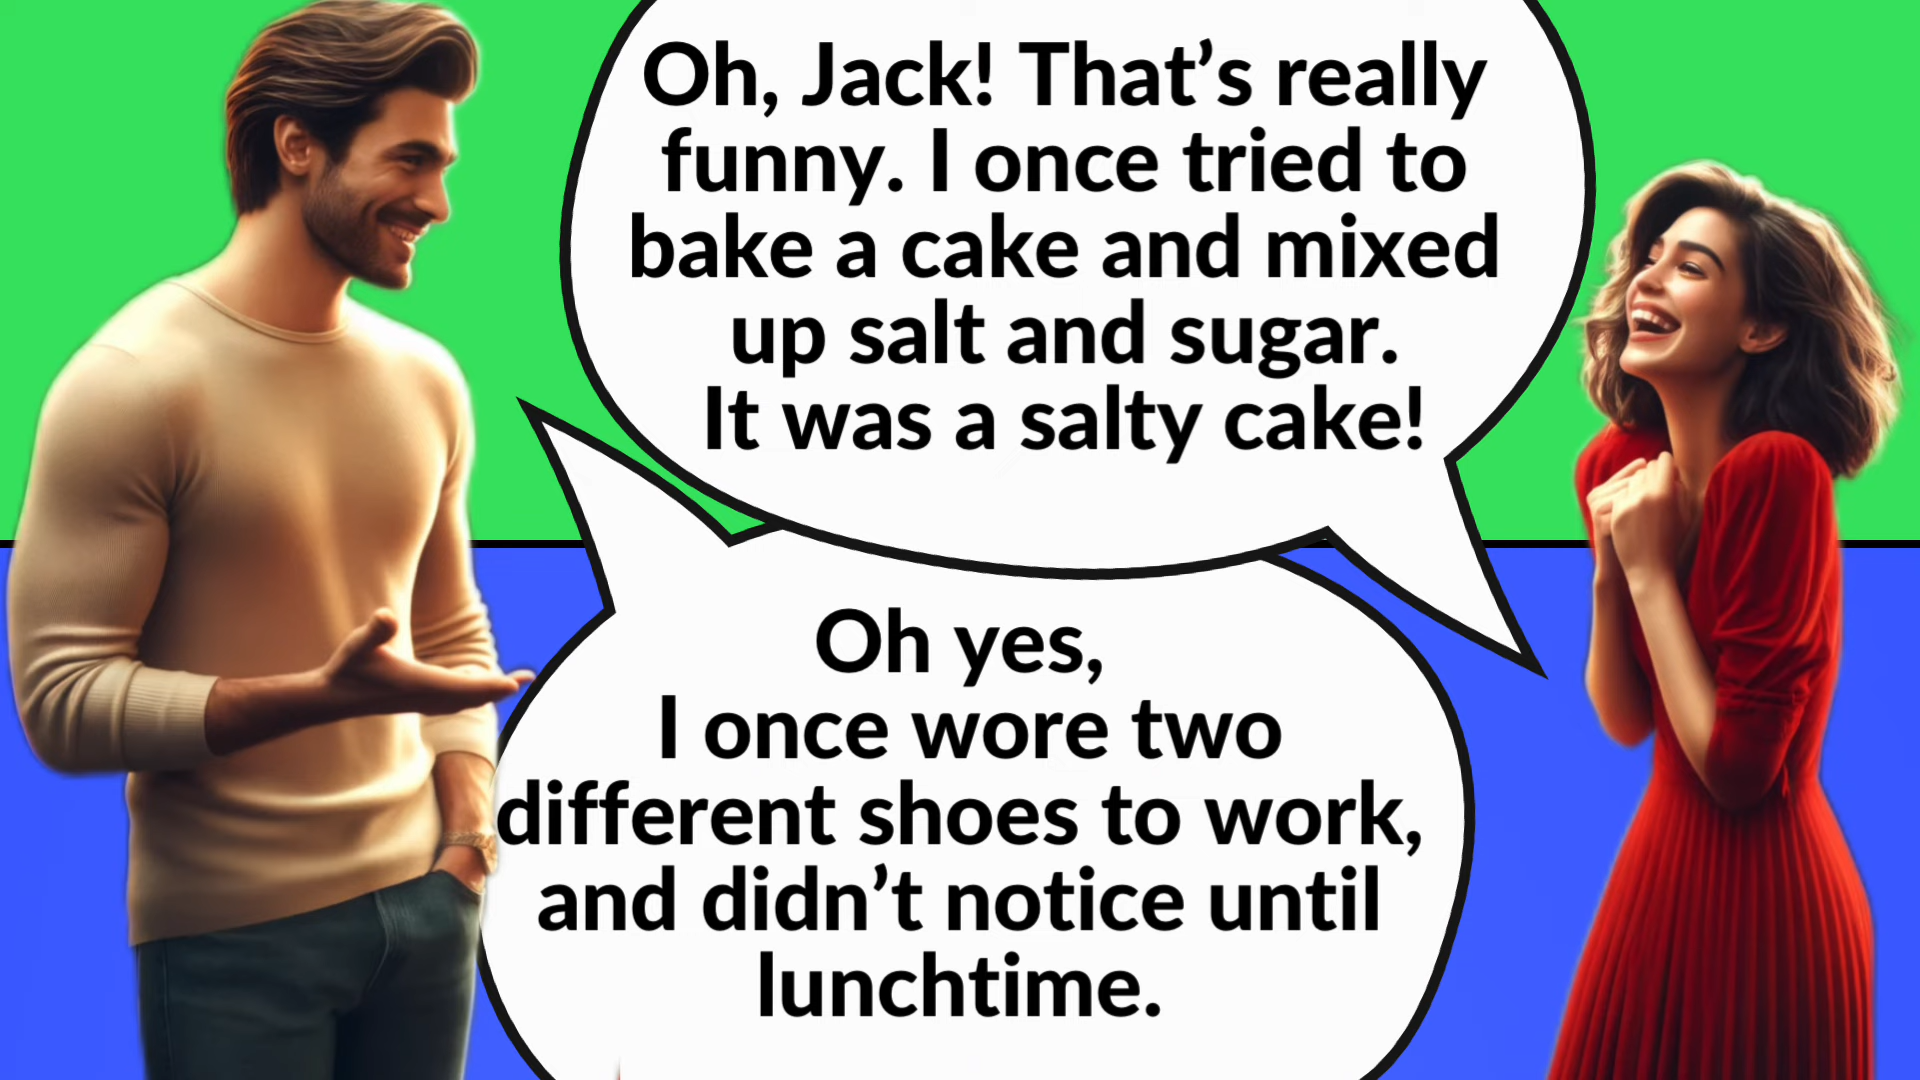 Oh, Jack! That’s really
funny. I once tried to
bake a cake and mixed
up salt and sugar.
It was a salty cake!
Oh yes,
I once wore two
different shoes to work,
and didn’t notice until
lunchtime.